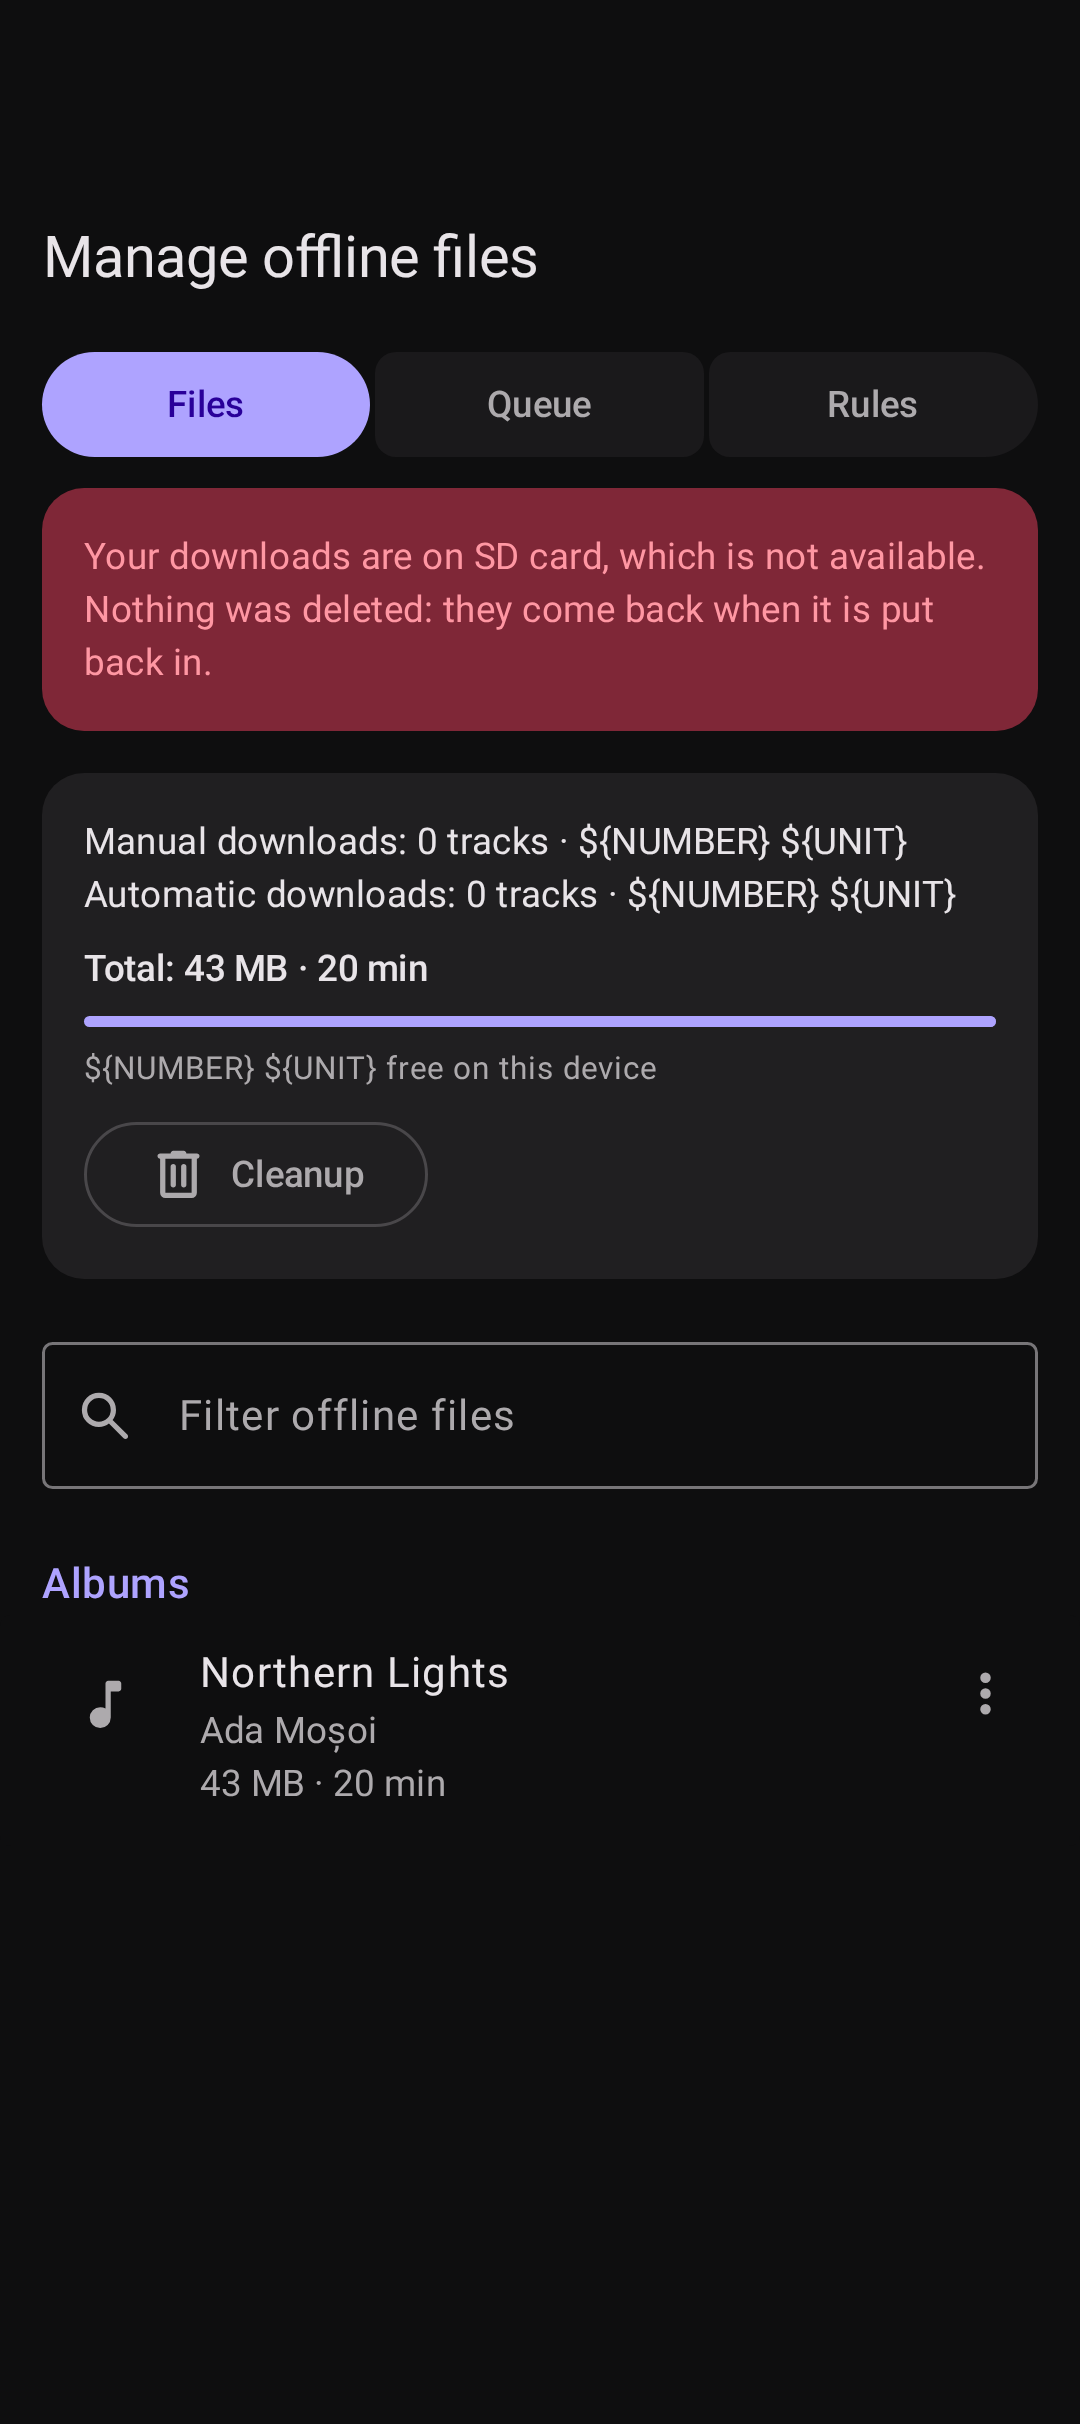 Manage offline files
Files
Queue
Rules
Your downloads are on SD card, which is not available.
Nothing was deleted: they come back when it is put
back in.
Manual downloads: 0 tracks · ${NUMBER} ${UNIT}
Automatic downloads: 0 tracks · ${NUMBER} ${UNIT}
Total: 43 MB · 20 min
${NUMBER} ${UNIT} free on this device
Cleanup
Filter offline files
Albums
Northern Lights
Ada Moșoi
43 MB · 20 min